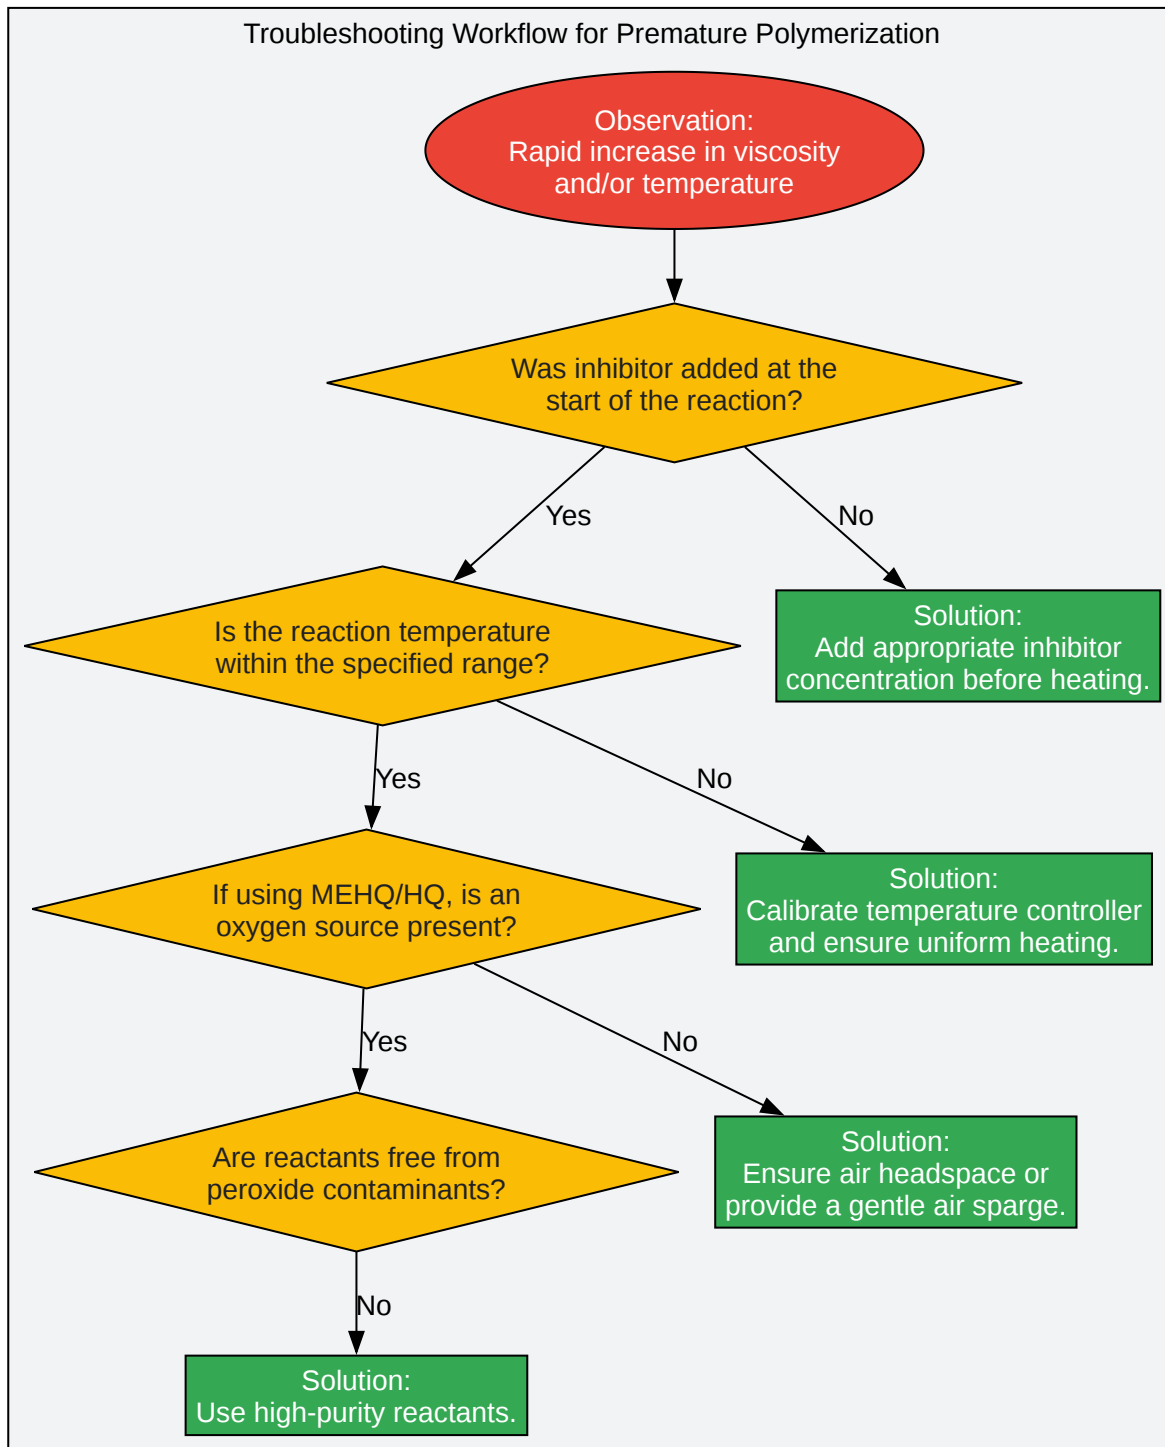 Troubleshooting Workflow for Premature Polymerization
Observation:
Rapid increase in viscosity
and/or temperature
Was inhibitor added at the
start of the reaction?
Yes
No
Is the reaction temperature
within the specified range?
Solution:
Add appropriate inhibitor
concentration before heating.
Yes
No
If using MEHQ/HQ, is an
oxygen source present?
Solution:
Calibrate temperature controller
and ensure uniform heating.
Yes
No
Are reactants free from
peroxide contaminants?
Solution:
Ensure air headspace or
provide a gentle air sparge.
No
Solution:
Use high-purity reactants.